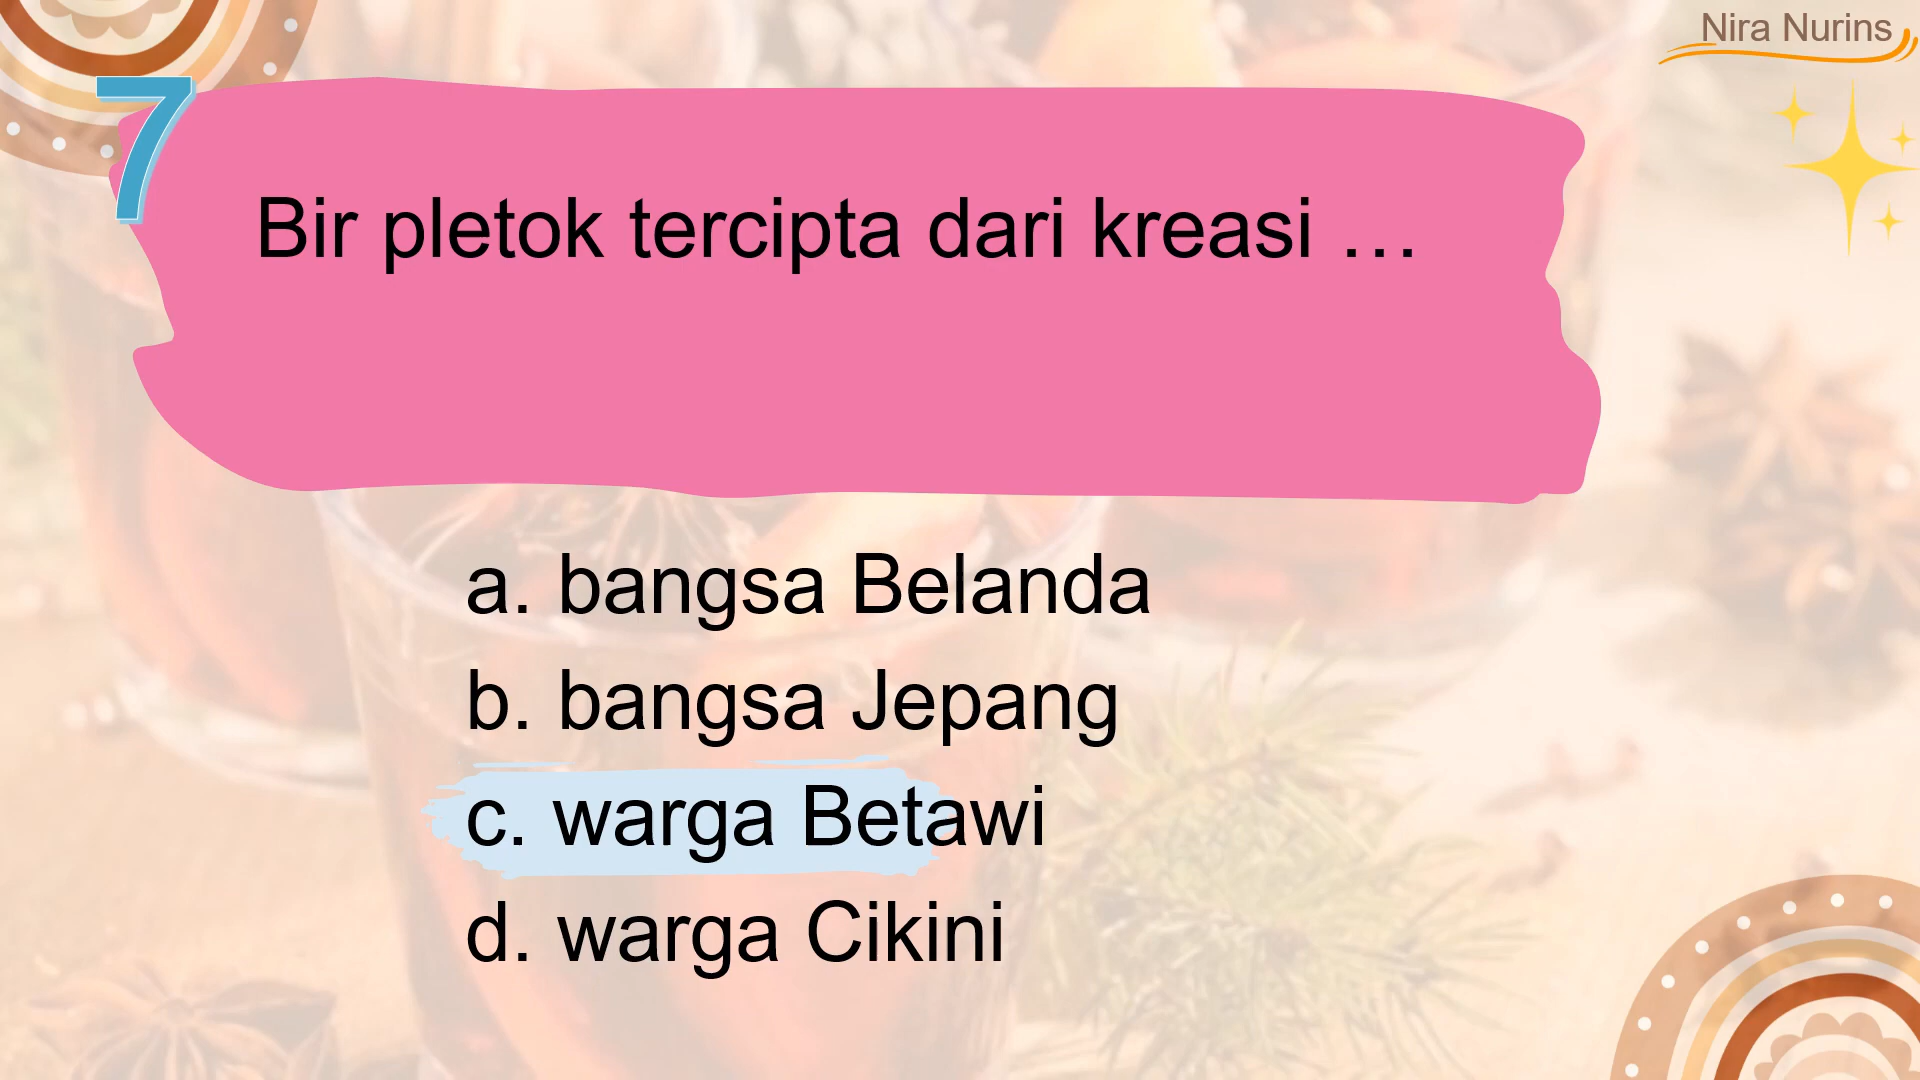 Nira Nurins
7
Bir pletok tercipta dari kreasi …
a. bangsa Belanda
b. bangsa Jepang
c. warga Betawi
d. warga Cikini